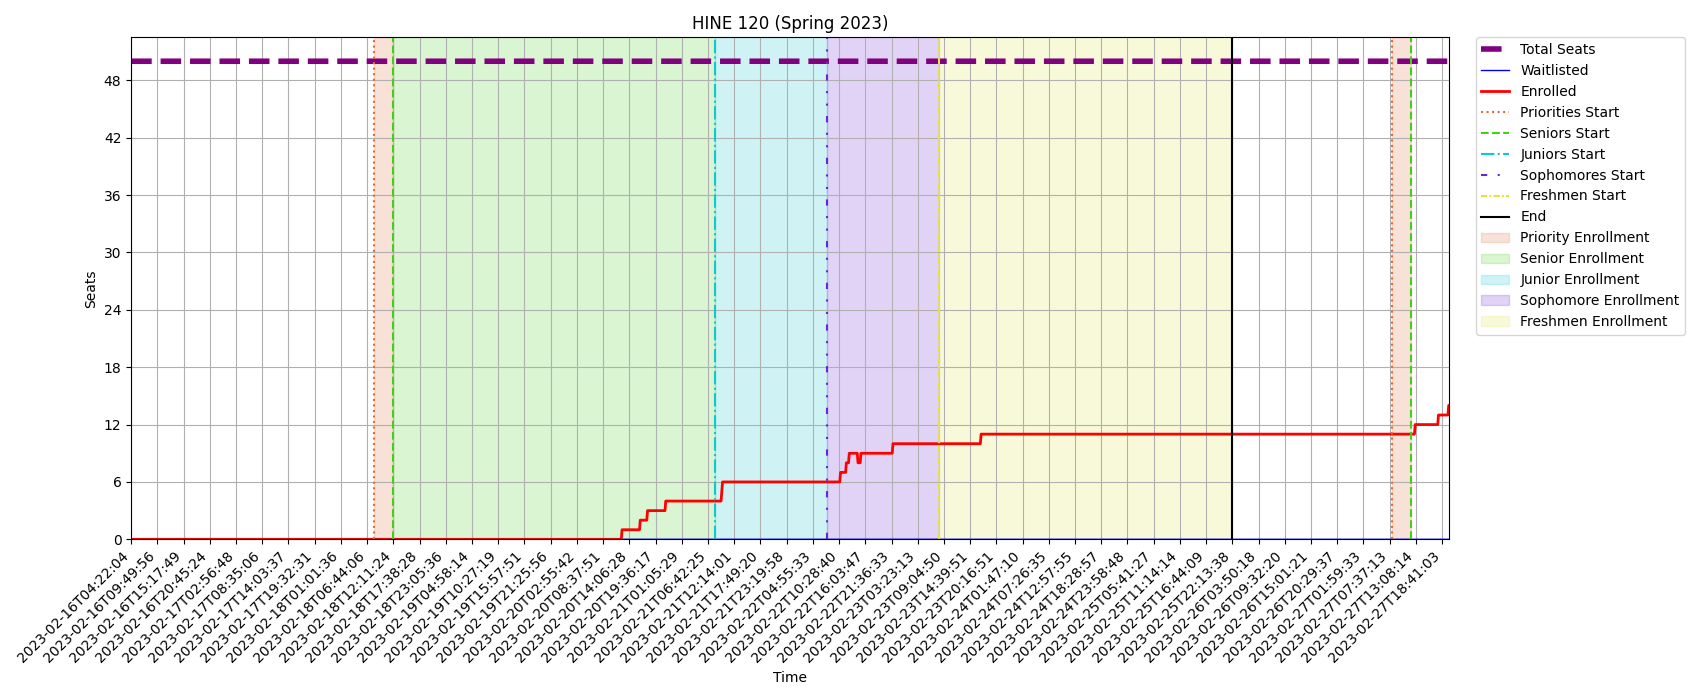 HINE 120 (Spring 2023)
Seats
48
42
36
30
24
18
12
6
0
2023-02-16T04:22:04
2023-02-16T09:49:56
2023-02-16T15:17:49
2023-02-16T20:45:24
2023-02-17T02:56:48
2023-02-17T08:35:06
2023-02-17T14:03:37
2023-02-17T19:32:31
2023-02-18T01:01:36
2023-02-18T06:44:06
2023-02-18T12:11:24
2023-02-18T17:38:28
2023-02-18T23:05:36
2023-02-19T04:58:14
2023-02-19T10:27:19
2023-02-19T15:57:51
2023-02-19T21:25:56
2023-02-20T02:55:42
2023-02-20T08:37:51
2023-02-20T14:06:28
2023-02-20T19:36:17
2023-02-21T01:05:29
2023-02-21T06:42:25
2023-02-21T12:14:01
2023-02-21T17:49:20
2023-02-21T23:19:58
2023-02-22T04:55:33
2023-02-22T10:28:40
2023-02-22T16:03:47
2023-02-22T21:36:33
2023-02-23T03:23:13
2023-02-23T09:04:50
2023-02-23T14:39:51
2023-02-23T20:16:51
2023-02-24T01:47:10
2023-02-24T07:26:35
2023-02-24T12:57:55
2023-02-24T18:28:57
2023-02-24T23:58:48
2023-02-25T05:41:27
2023-02-25T11:14:14
2023-02-25T16:44:09
2023-02-25T22:13:38
2023-02-26T03:50:18
2023-02-26T09:32:20
2023-02-26T15:01:21
2023-02-26T20:29:37
2023-02-27T01:59:33
2023-02-27T07:37:13
2023-02-27T13:08:14
2023-02-27T18:41:03
Time
Total Seats
Waitlisted
Enrolled
Priorities Start
Seniors Start
Juniors Start
Sophomores Start
Freshmen Start
End
Priority Enrollment
Senior Enrollment
Junior Enrollment
Sophomore Enrollment
Freshmen Enrollment